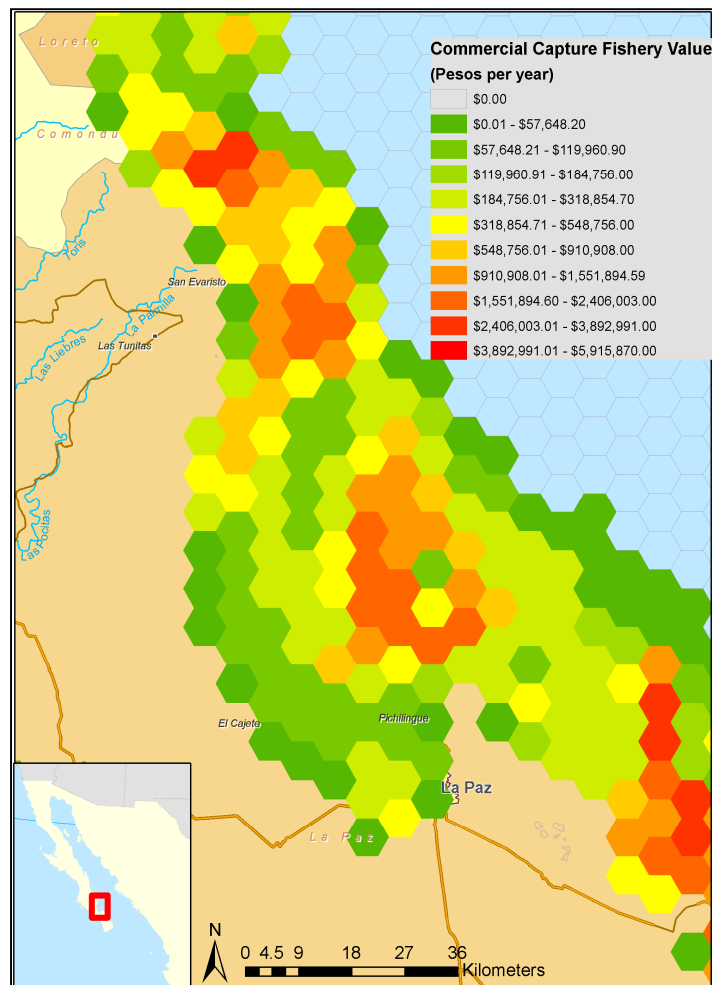 Loreto
Comondu
Commercial Capture Fishery Value
(Pesos per year)
$0.00
$0.01 - $57,648.20
$57,648.21 - $119,960.90
$119,960.91 - $184,756.00
$184,756.01 - $318,854.70
$318,854.71 - $548,756.00
$548,756.01 - $910,908.00
$910,908.01 - $1,551,894.59
$1,551,894.60 - $2,406,003.00
$2,406,003.01 - $3,892,991.00
$3,892,991.01 - $5,915,870.00
Toris
San Evaristo
La Palmilla
Las Tunitas
Las Liebres
Las Pocitas
El Cajete
Pichilingue
La Paz
La Paz
N
0 4.5 9 18 27 36
Kilometers